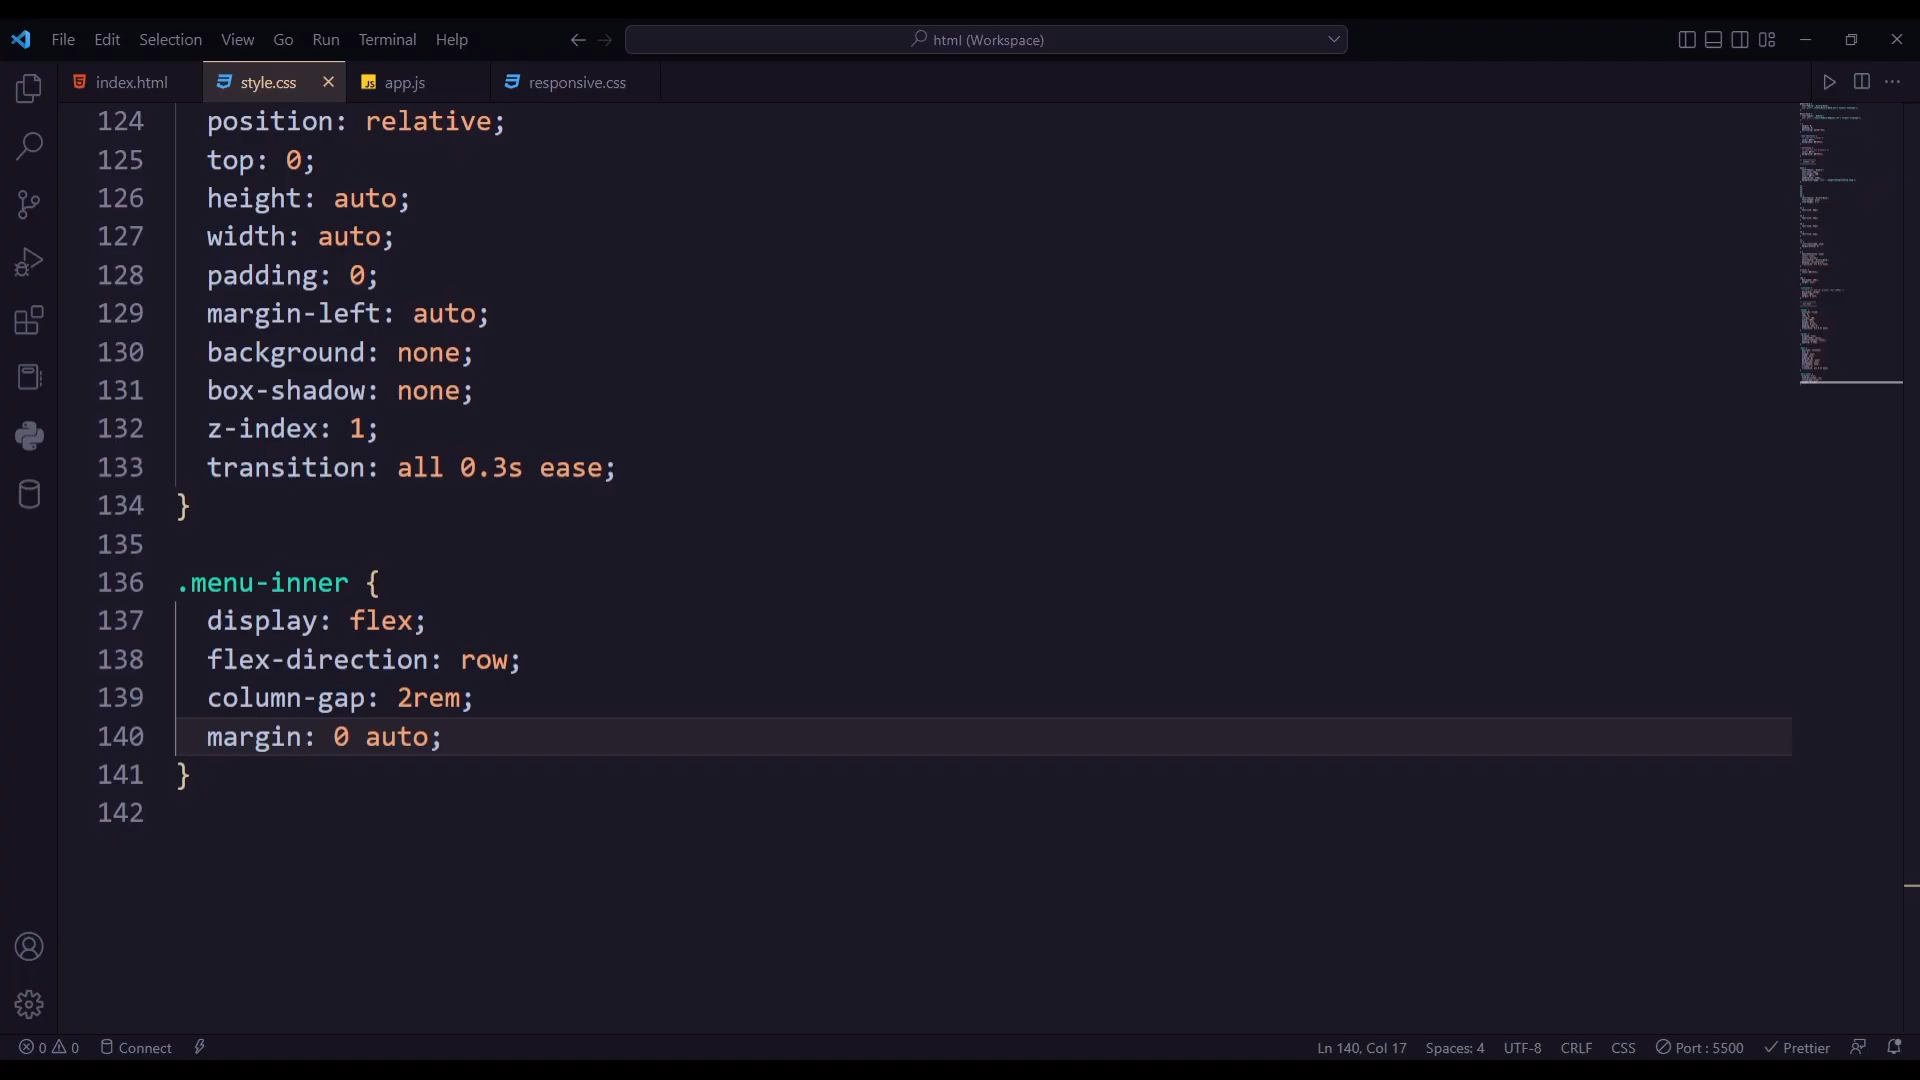 File Edit Selection View Go Run Terminal Help
html (Workspace)
index.html style.css app.js responsive.css
124 position: relative;
125 top: 0;
126 height: auto;
127 width: auto;
128 padding: 0;
129 margin-left: auto;
130 background: none;
131 box-shadow: none;
132 z-index: 1;
133 transition: all 0.3s ease;
134 }
135
136 .menu-inner {
137 display: flex;
138 flex-direction: row;
139 column-gap: 2rem;
140 margin: 0 auto;
141 }
142
0 0 Connect Ln 140, Col 17 Spaces: 4 UTF-8 CRLF CSS Port : 5500 Prettier